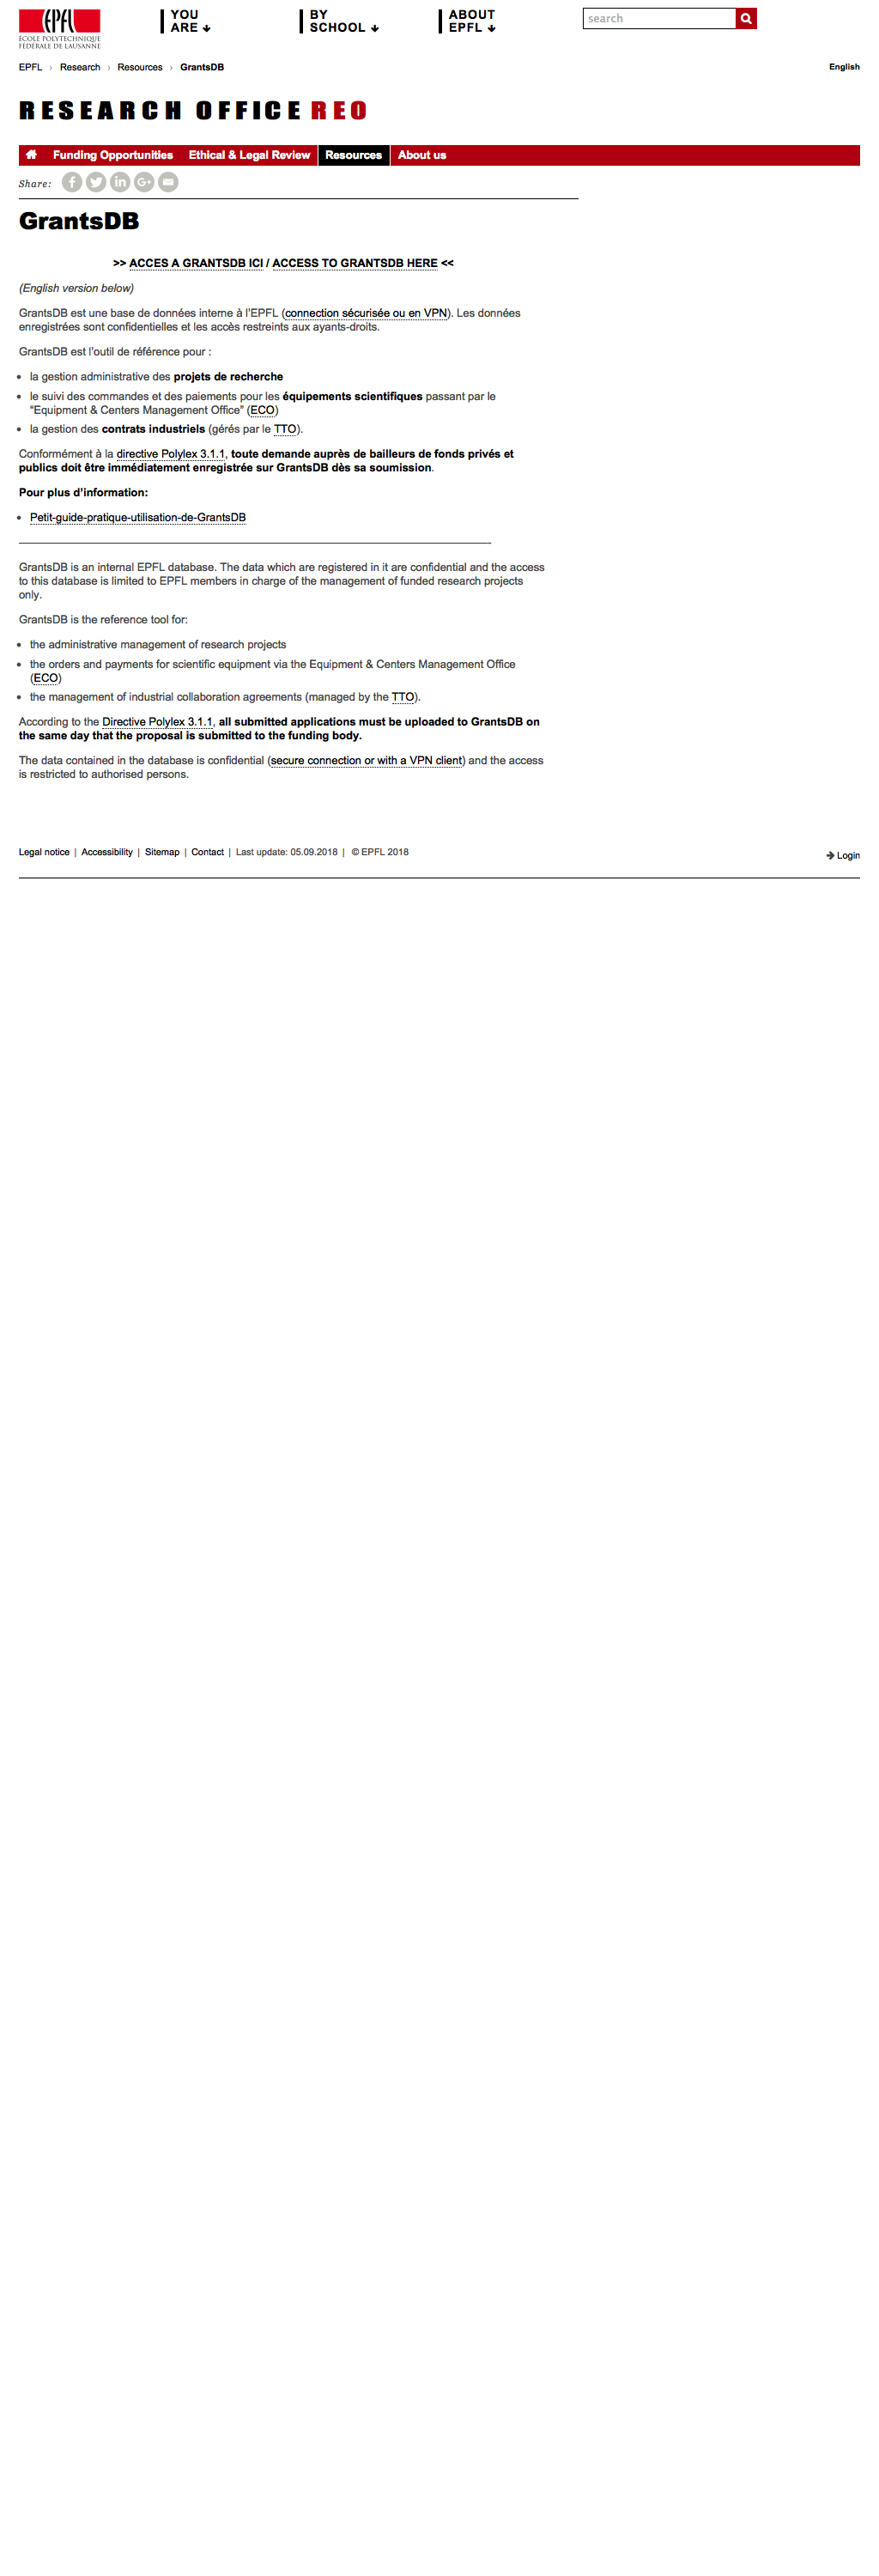 EPFL
ÉCOLE POLYTECHNIQUE
FÉDÉRALE DE LAUSANNE
YOU
ARE
BY
SCHOOL
ABOUT
EPFL
search
EPFL › Research › Resources › GrantsDB
English
RESEARCH OFFICE REO
Funding Opportunities Ethical & Legal Review Resources About us
Share:
GrantsDB
>> ACCES A GRANTSDB ICI / ACCESS TO GRANTSDB HERE <<
(English version below)
GrantsDB est une base de données interne à l’EPFL (connection sécurisée ou en VPN). Les données
enregistrées sont confidentielles et les accès restreints aux ayants-droits.
GrantsDB est l’outil de référence pour :
• la gestion administrative des projets de recherche
• le suivi des commandes et des paiements pour les équipements scientifiques passant par le
“Equipment & Centers Management Office” (ECO)
• la gestion des contrats industriels (gérés par le TTO).
Conformément à la directive Polylex 3.1.1, toute demande auprès de bailleurs de fonds privés et
publics doit être immédiatement enregistrée sur GrantsDB dès sa soumission.
Pour plus d’information:
• Petit-guide-pratique-utilisation-de-GrantsDB
GrantsDB is an internal EPFL database. The data which are registered in it are confidential and the access
to this database is limited to EPFL members in charge of the management of funded research projects
only.
GrantsDB is the reference tool for:
• the administrative management of research projects
• the orders and payments for scientific equipment via the Equipment & Centers Management Office
(ECO)
• the management of industrial collaboration agreements (managed by the TTO).
According to the Directive Polylex 3.1.1, all submitted applications must be uploaded to GrantsDB on
the same day that the proposal is submitted to the funding body.
The data contained in the database is confidential (secure connection or with a VPN client) and the access
is restricted to authorised persons.
Legal notice | Accessibility | Sitemap | Contact | Last update: 05.09.2018 | © EPFL 2018
Login